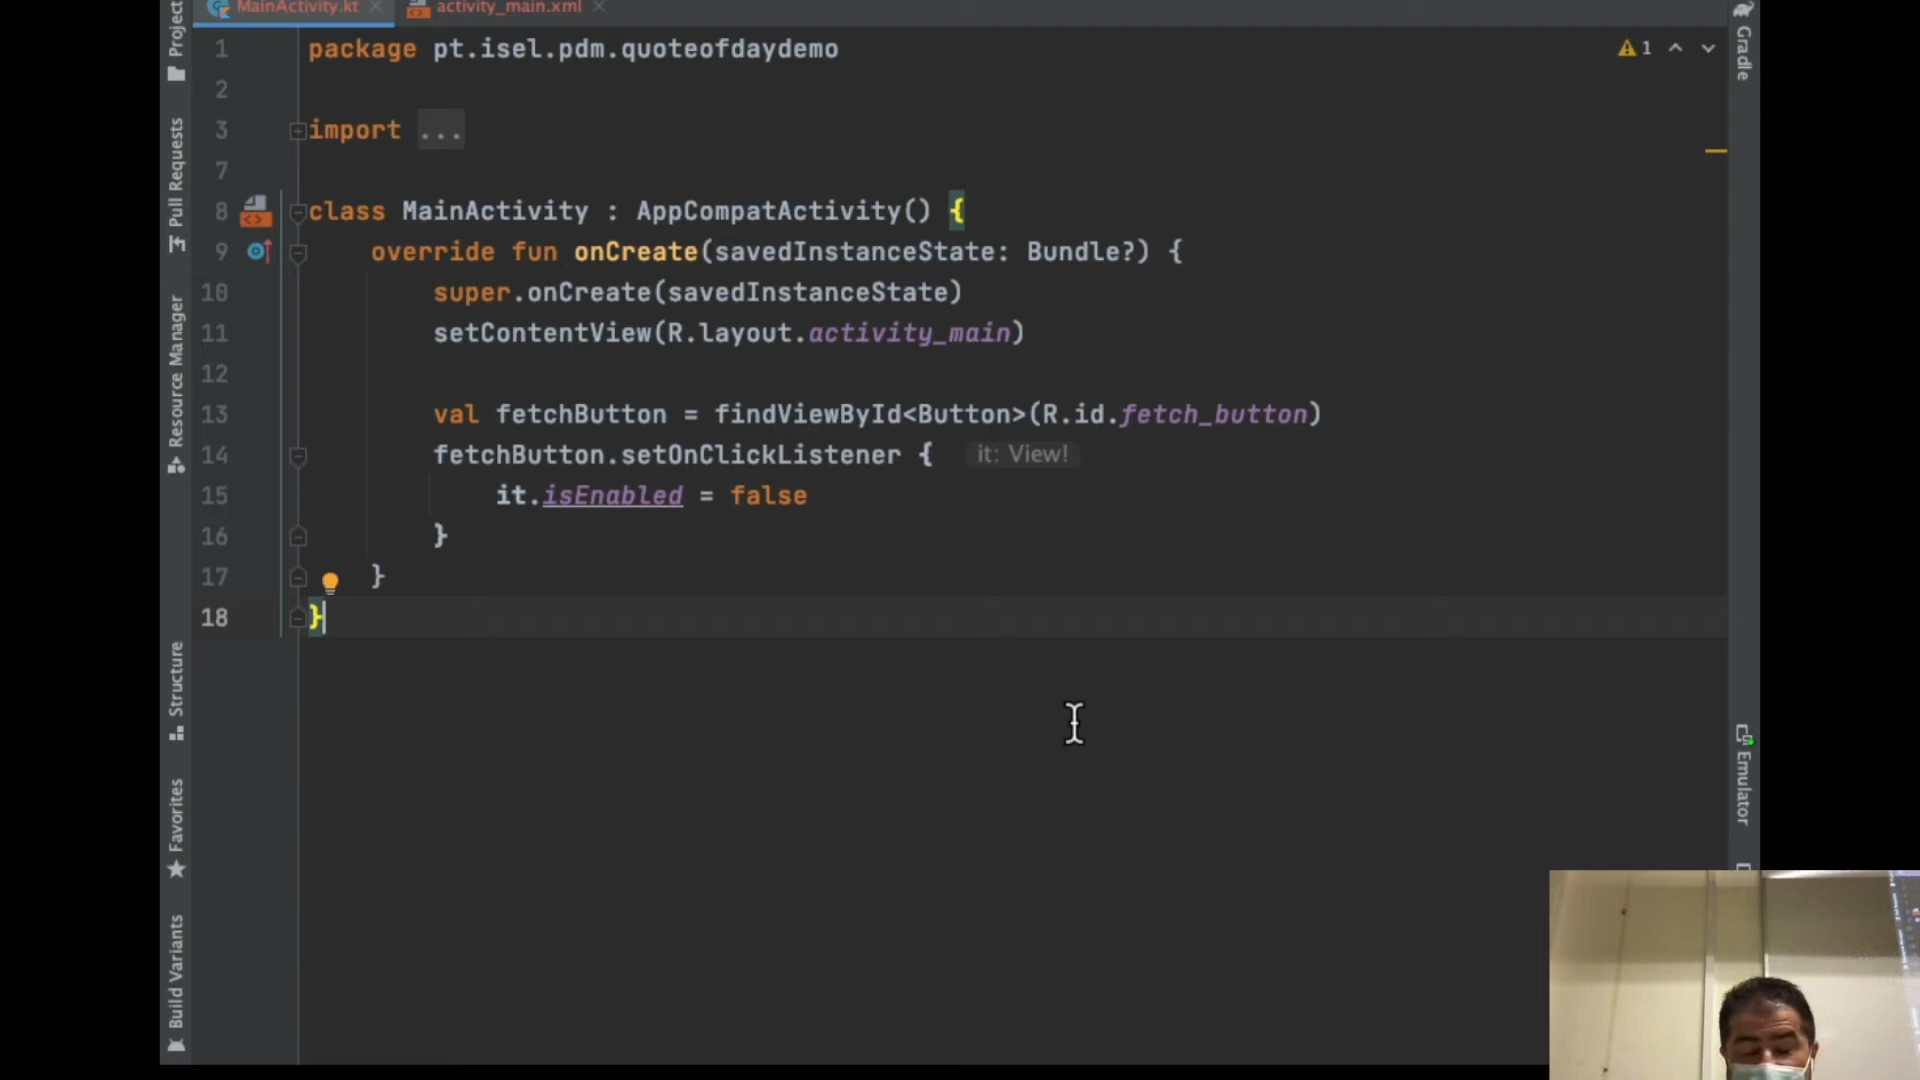 MainActivity.kt
activity_main.xml
Project
Pull Requests
Resource Manager
Structure
Favorites
Build Variants
Gradle
Emulator
1
1 package pt.isel.pdm.quoteofdaydemo
2
3 import ...
7
8 class MainActivity : AppCompatActivity() {
9 override fun onCreate(savedInstanceState: Bundle?) {
10 super.onCreate(savedInstanceState)
11 setContentView(R.layout.activity_main)
12
13 val fetchButton = findViewById<Button>(R.id.fetch_button)
14 fetchButton.setOnClickListener { it: View!
15 it.isEnabled = false
16 }
17 }
18 }